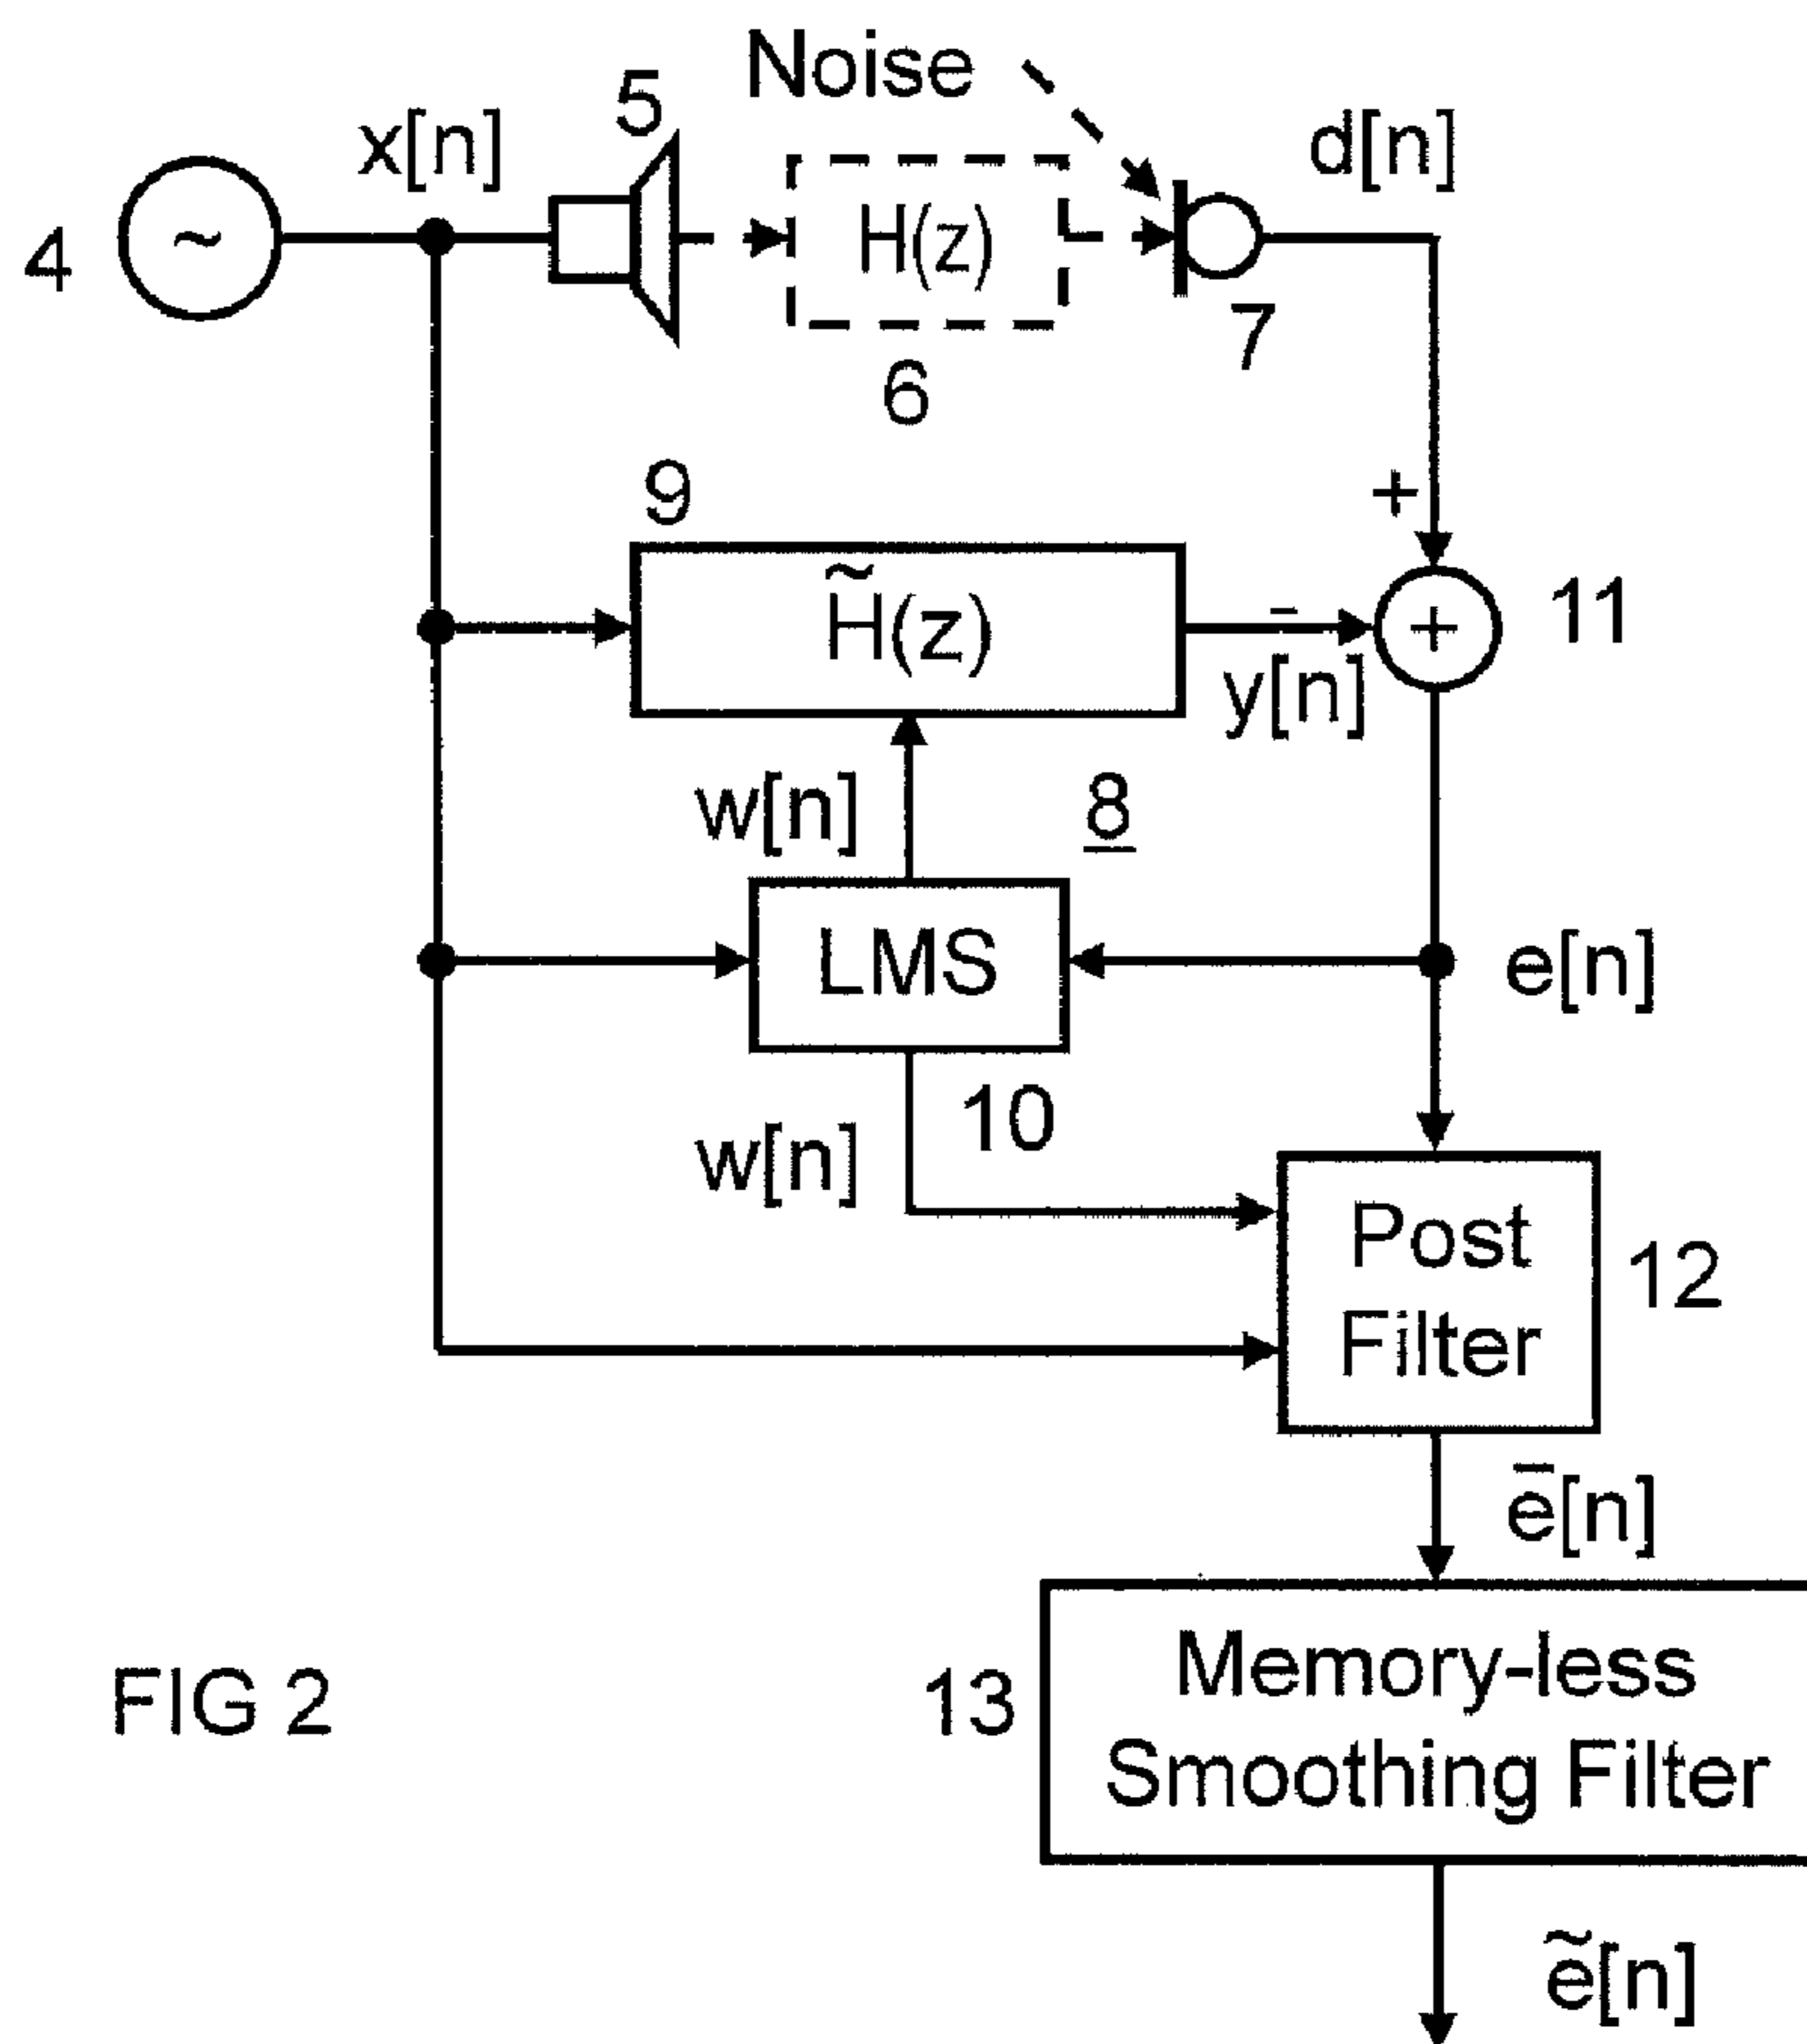 Noise
5
x[n]
d[n]
4
~
H(z)
7
6
9
+
H̃(z)
-
+
11
y[n]
w[n]
8
LMS
e[n]
10
w[n]
Post
Filter
12
ē[n]
Memory-less
Smoothing Filter
13
FIG 2
ẽ[n]